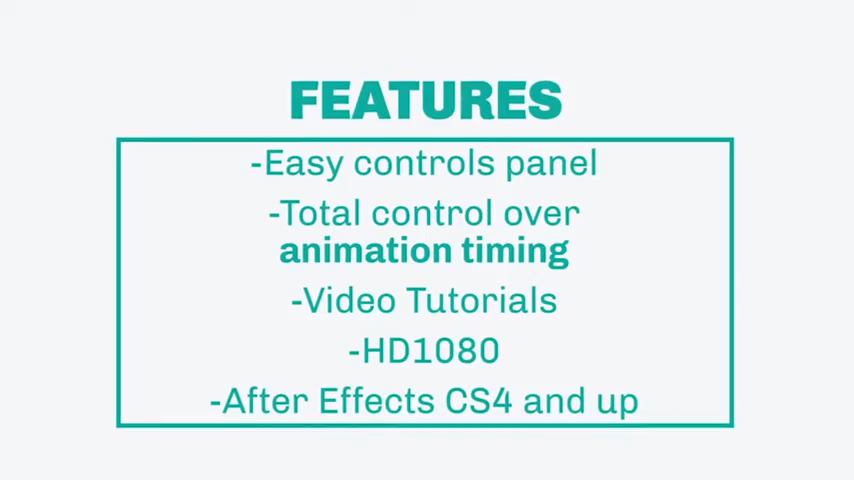 FEATURES
-Easy controls panel
-Total control over
animation timing
-Video Tutorials
-HD1080
-After Effects CS4 and up